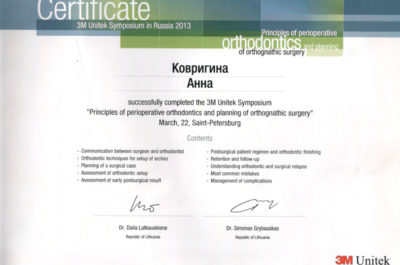 Certificate
3M Unitek Symposium in Russia 2013
Principles of perioperative
orthodontics and planning
of orthognathic surgery
Ковригина
Анна
successfully completed the 3M Unitek Symposium
"Principles of perioperative orthodontics and planning of orthognathic surgery"
March, 22, Saint-Petersburg
Contents
• Communication between surgeon and orthodontist
• Orthodontic techniques for setup of arches
• Planning of a surgical case
• Assessment of orthodontic setup
• Assessment of early postsurgical result
• Postsurgical patient regimen and orthodontic finishing
• Retention and follow-up
• Understanding orthodontic and surgical relapse
• Most common mistakes
• Management of complications
Dr. Dalia Latkauskiene
Republic of Lithuania
Dr. Simonas Grybauskas
Republic of Lithuania
3M Unitek